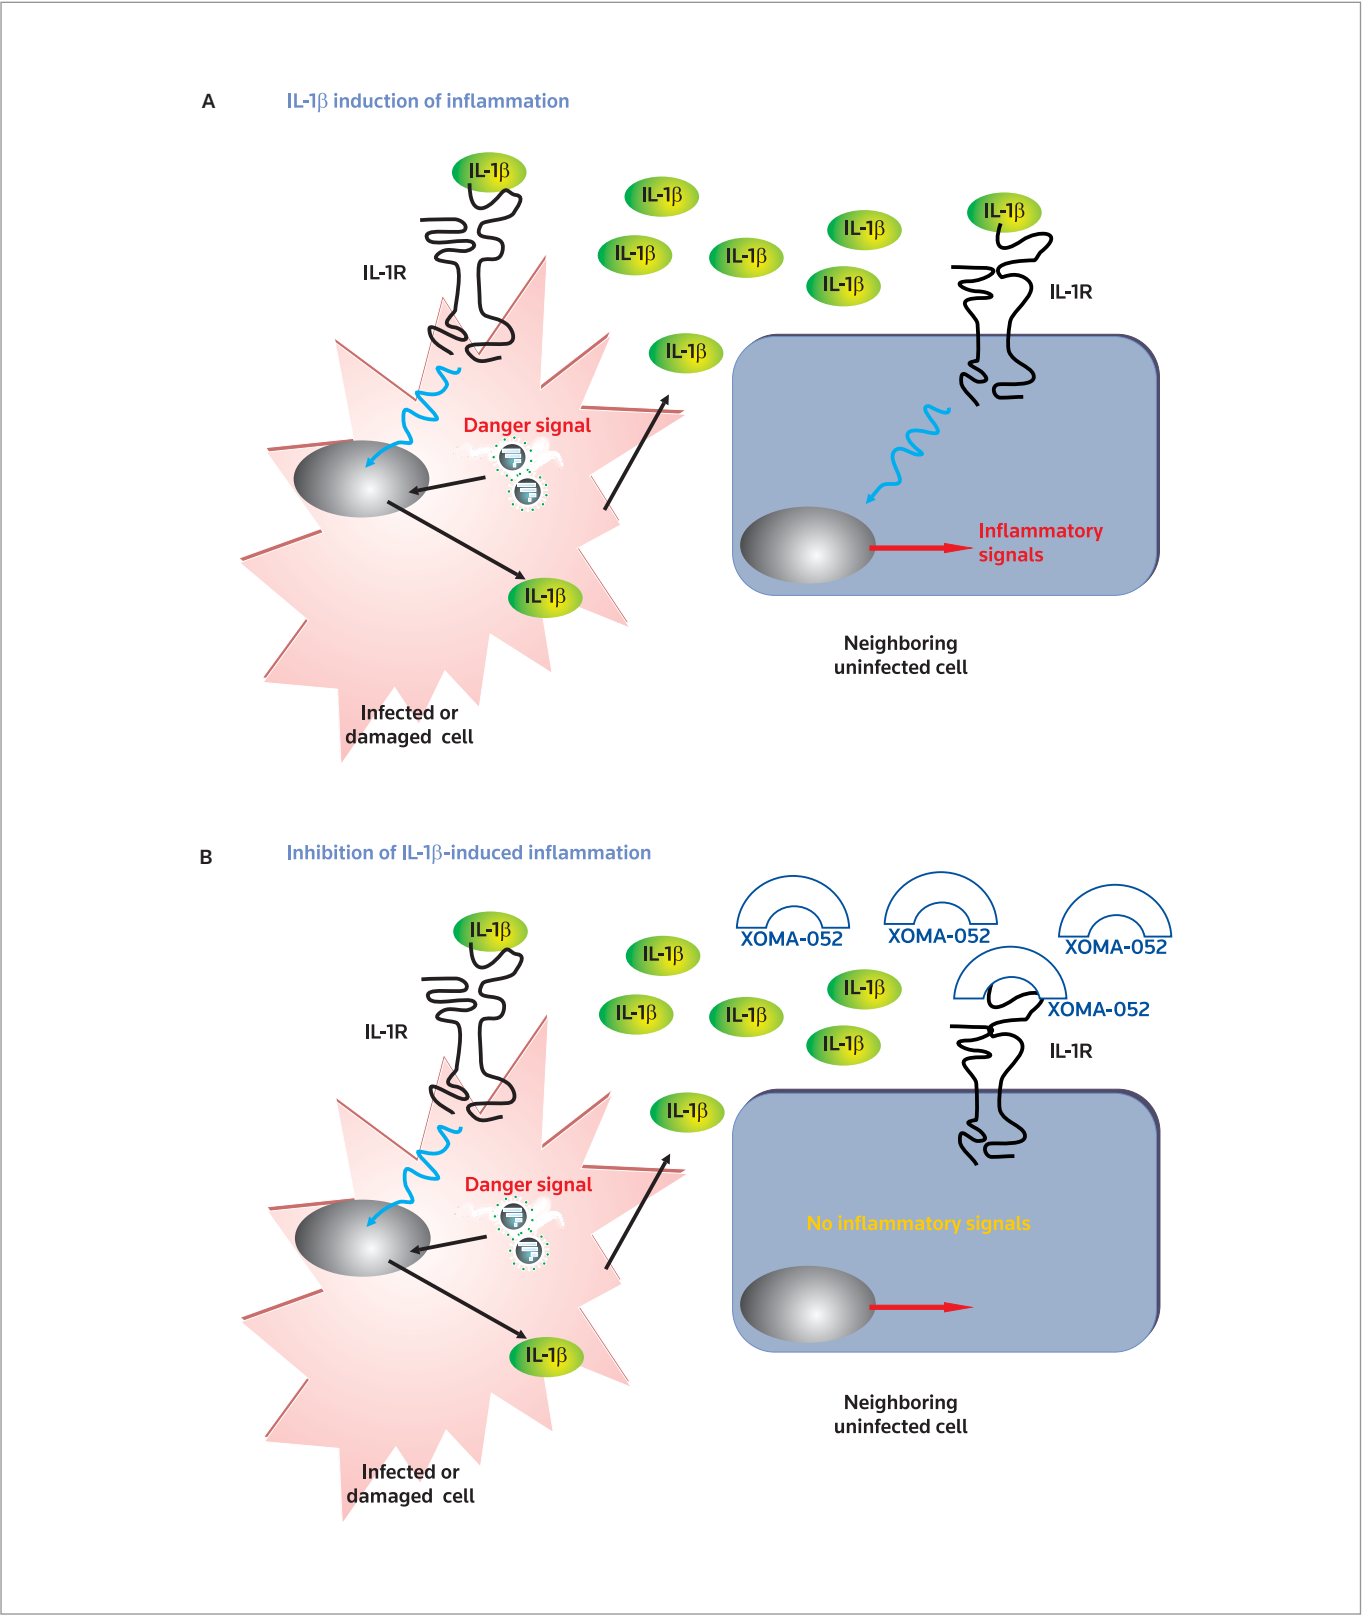 A
IL-1β induction of inflammation
IL-1β
IL-1β
IL-1β
IL-1β
IL-1β
IL-1β
IL-1R
IL-1β
IL-1R
IL-1β
Danger signal
Inflammatory
signals
IL-1β
Neighboring
uninfected cell
Infected or
damaged cell
B
Inhibition of IL-1β-induced inflammation
IL-1β
XOMA-052
XOMA-052
XOMA-052
IL-1β
IL-1β
XOMA-052
IL-1β
IL-1β
IL-1R
IL-1β
IL-1R
IL-1β
Danger signal
No inflammatory signals
IL-1β
Neighboring
uninfected cell
Infected or
damaged cell